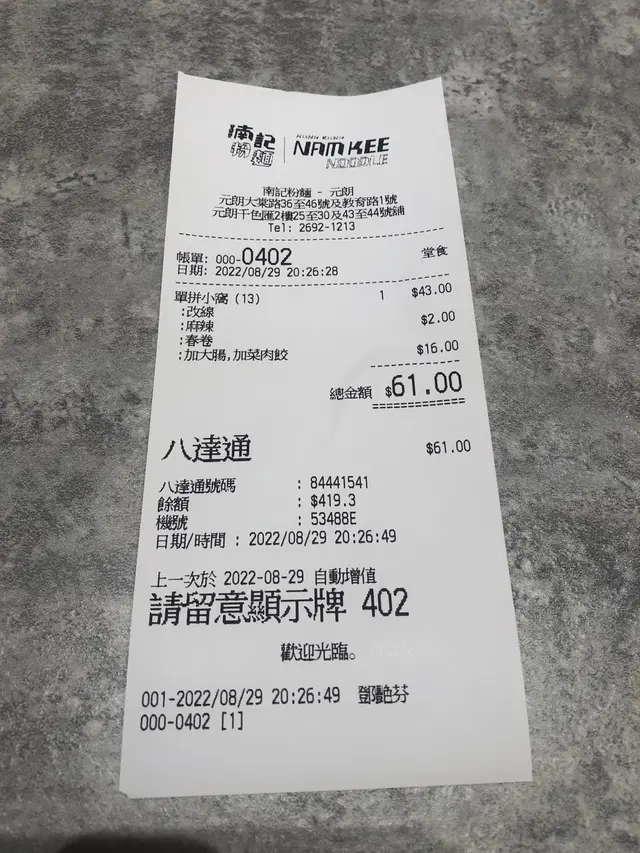 南記 粉麵
NAM KEE
NOODLE
南記粉麵 - 元朗
元朗大棠路36至46號及教育路1號
元朗千色匯2樓25至30及43至44號舖
Tel: 2692-1213
帳單: 000-0402 堂食
日期: 2022/08/29 20:26:28
單拼小窩 (13) 1 $43.00
:改線
:麻辣 $2.00
:春卷
:加大腸,加菜肉餃 $16.00
總金額 $61.00
八達通 $61.00
八達通號碼 : 84441541
餘額 : $419.3
機號 : 53488E
日期/時間 : 2022/08/29 20:26:49
上一次於 2022-08-29 自動增值
請留意顯示牌 402
歡迎光臨。
001-2022/08/29 20:26:49 鄧艷芬
000-0402 [1]